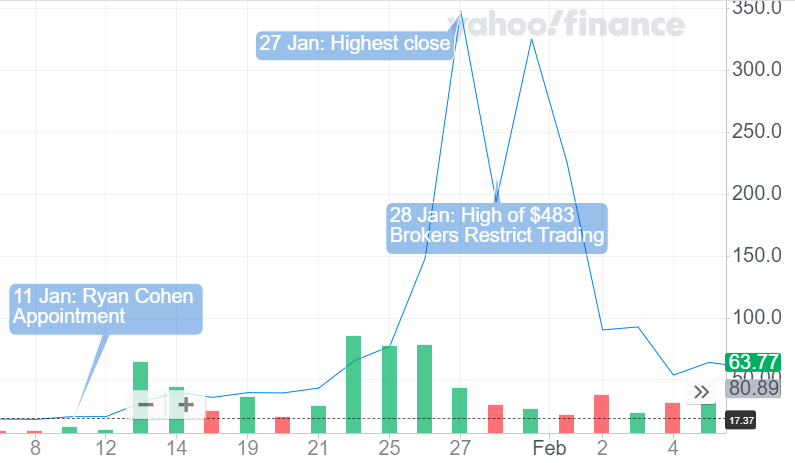 350.0
yahoo!finance
27 Jan: Highest close
300.0
250.0
200.0
28 Jan: High of $483
Brokers Restrict Trading
150.0
11 Jan: Ryan Cohen
Appointment
100.0
63.77
50.00
80.89
17.37
8 12 14 19 21 25 27 Feb 2 4